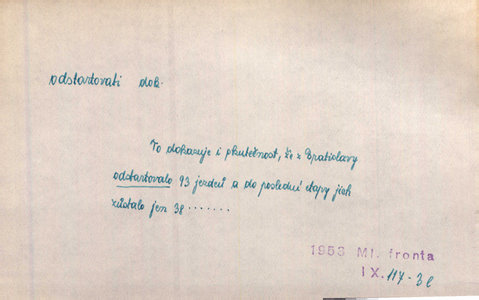 odstartovati dok.
To dokazuje i skutečnost, že z Bratislavy
odstartovalo 93 jezdců a do poslední etapy jich
zůstalo jen 38 .......
1953 Ml. fronta
IX. 117 - 3e